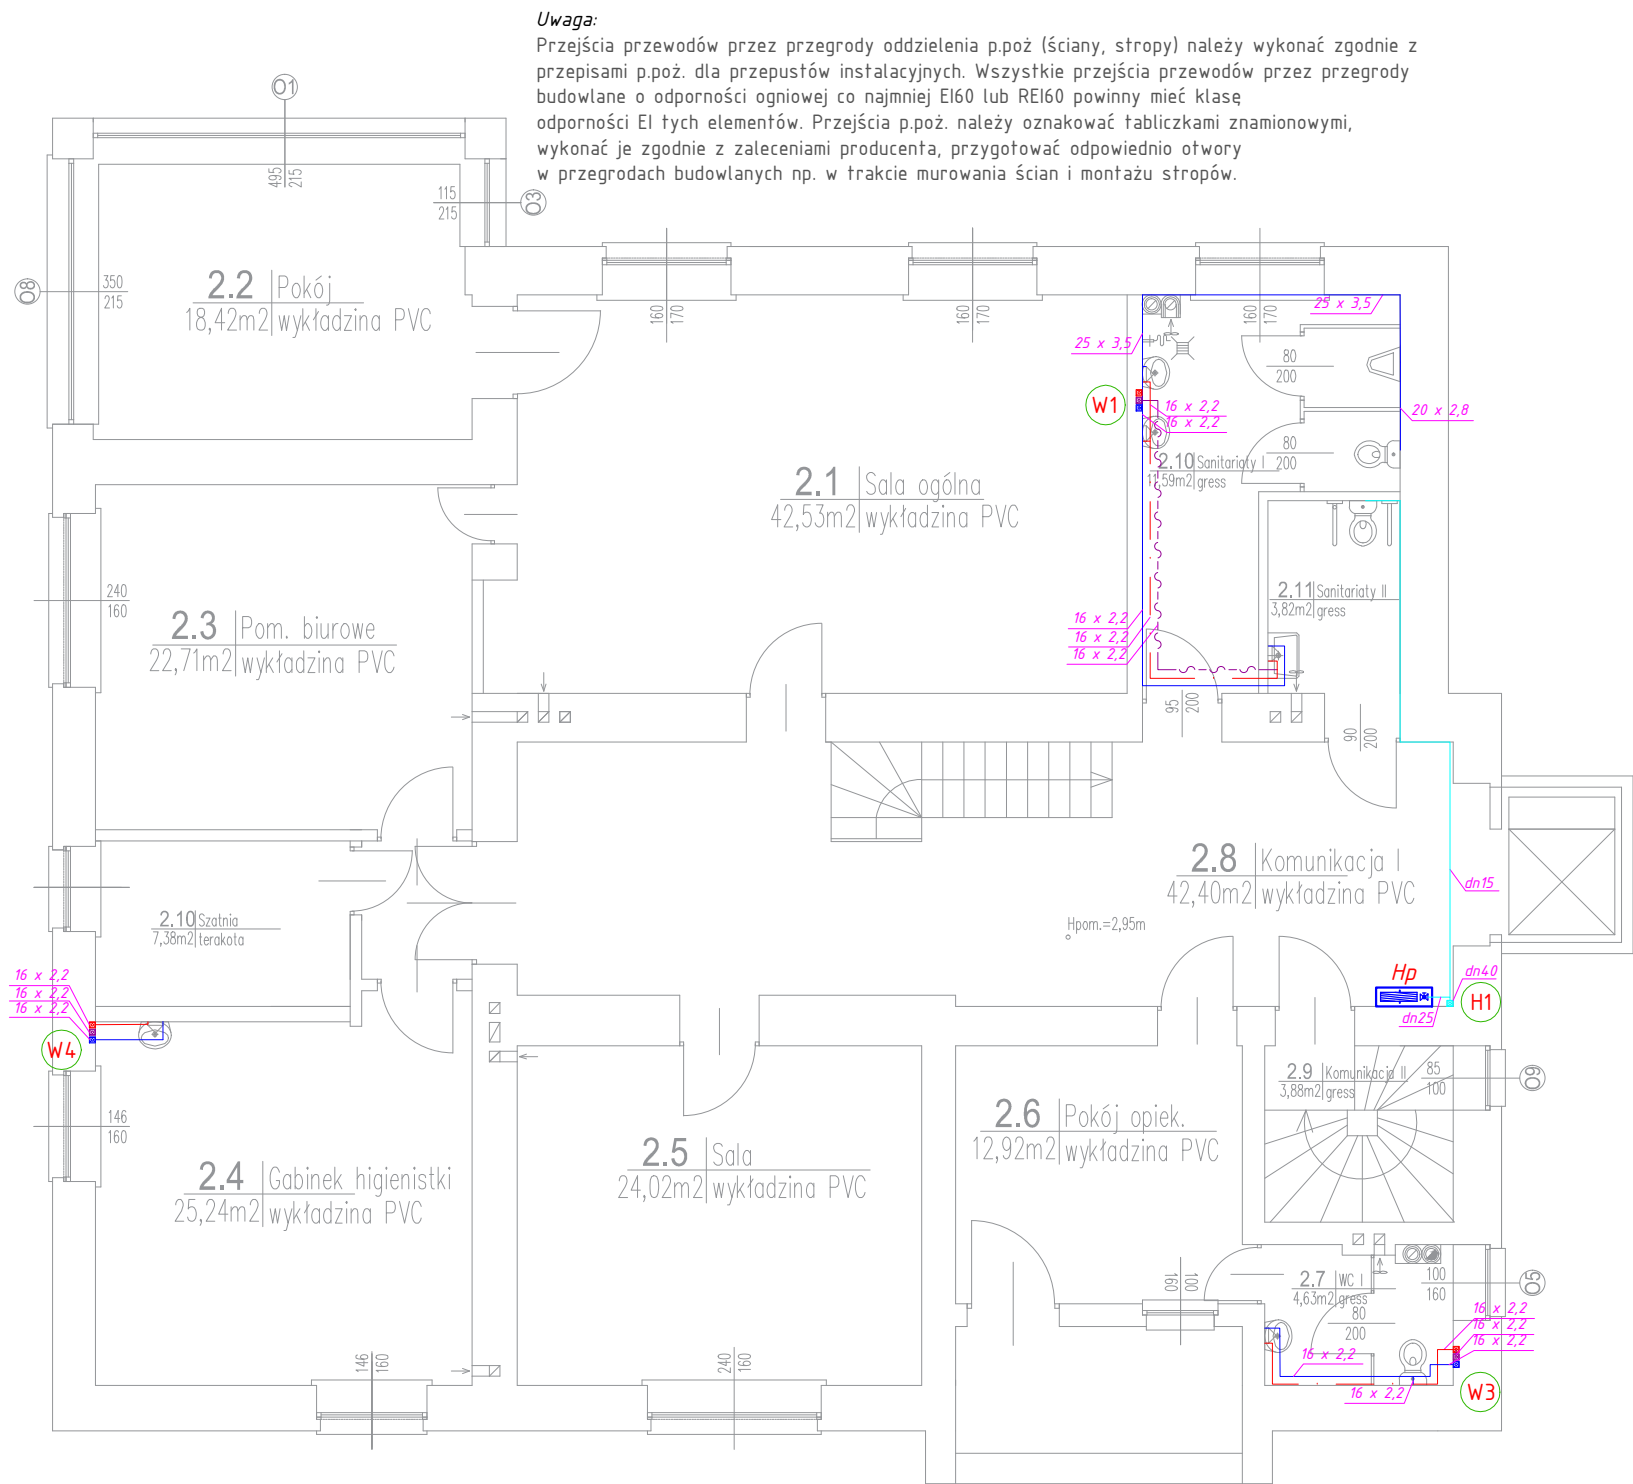 Uwaga:
Przejścia przewodów przez przegrody oddzielenia p.poż (ściany, stropy) należy wykonać zgodnie z
przepisami p.poż. dla przepustów instalacyjnych. Wszystkie przejścia przewodów przez przegrody
budowlane o odporności ogniowej co najmniej EI60 lub REI60 powinny mieć klasę
odporności EI tych elementów. Przejścia p.poż. należy oznakować tabliczkami znamionowymi,
wykonać je zgodnie z zaleceniami producenta, przygotować odpowiednio otwory
w przegrodach budowlanych np. w trakcie murowania ścian i montażu stropów.
O1
495
215
115
215
O3
O8
350
215
2.2 Pokój
18,42m2 wykładzina PVC
160
170
160
170
160
170
25 x 3,5
25 x 3,5
80
200
W1
16 x 2,2
16 x 2,2
20 x 2,8
80
200
2.10 Sanitariaty I
11,59m2 gress
2.1 Sala ogólna
42,53m2 wykładzina PVC
240
160
2.3 Pom. biurowe
22,71m2 wykładzina PVC
2.11 Sanitariaty II
3,82m2 gress
16 x 2,2
16 x 2,2
16 x 2,2
95
200
90
200
2.8 Komunikacja I
42,40m2 wykładzina PVC
dn15
2.10 Szatnia
7,38m2 terakota
Hpom.=2,95m
16 x 2,2
16 x 2,2
16 x 2,2
W4
Hp
dn40
H1
dn25
2.9 Komunikacja II
3,88m2 gress
85
100
O9
146
160
2.6 Pokój opiek.
12,92m2 wykładzina PVC
2.5 Sala
24,02m2 wykładzina PVC
2.4 Gabinek higienistki
25,24m2 wykładzina PVC
160
100
2.7 WC I
4,63m2 gress
100
160
O5
80
200
16 x 2,2
16 x 2,2
16 x 2,2
16 x 2,2
16 x 2,2
W3
146
160
240
160